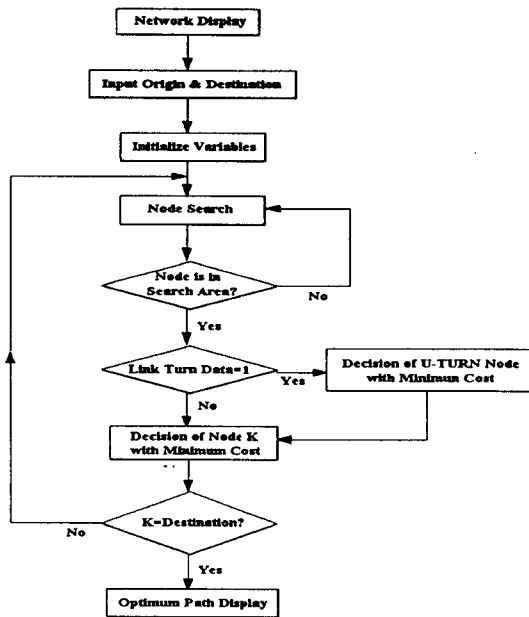 Network Display
Input Origin & Destination
Initialize Variables
Node Search
Node is in
Search Area?
No
Yes
Link Turn Data=1
Yes
Decision of U-TURN Node
with Minimun Cost
No
Decision of Node K
with Minimum Cost
K=Destination?
No
Yes
Optimum Path Display